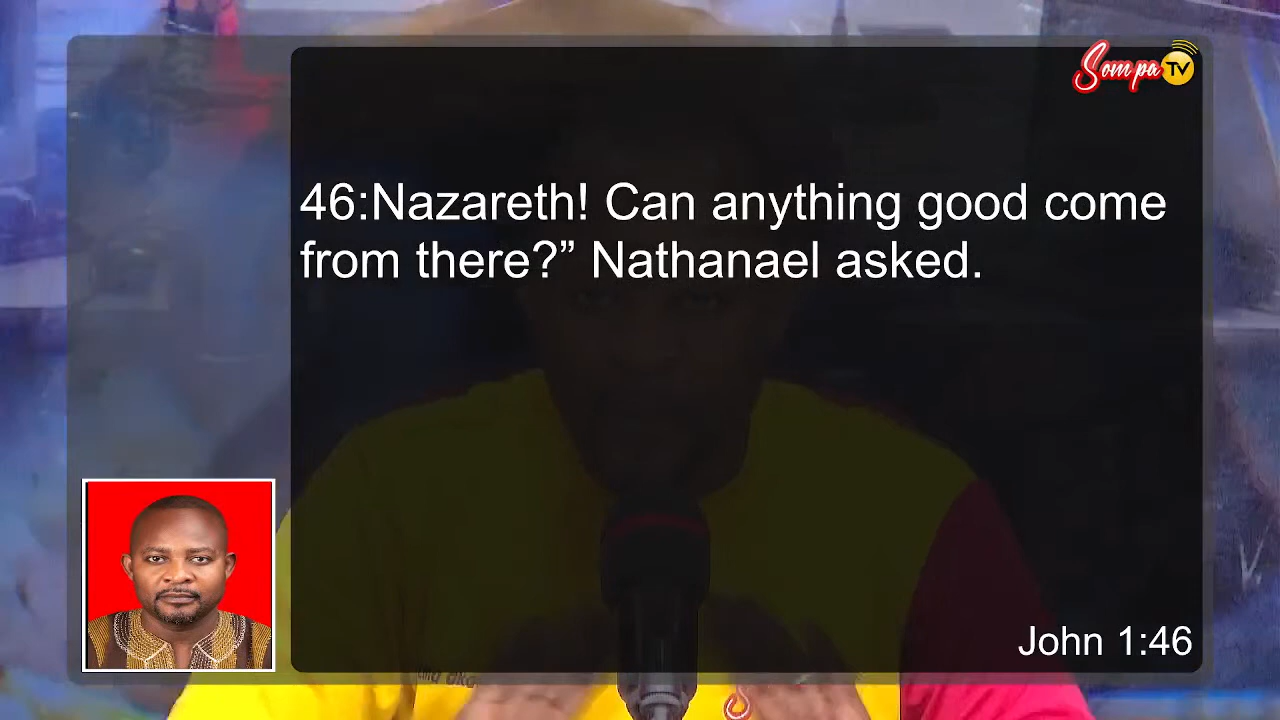 Som pa TV
46:Nazareth! Can anything good come
from there?” Nathanael asked.
John 1:46